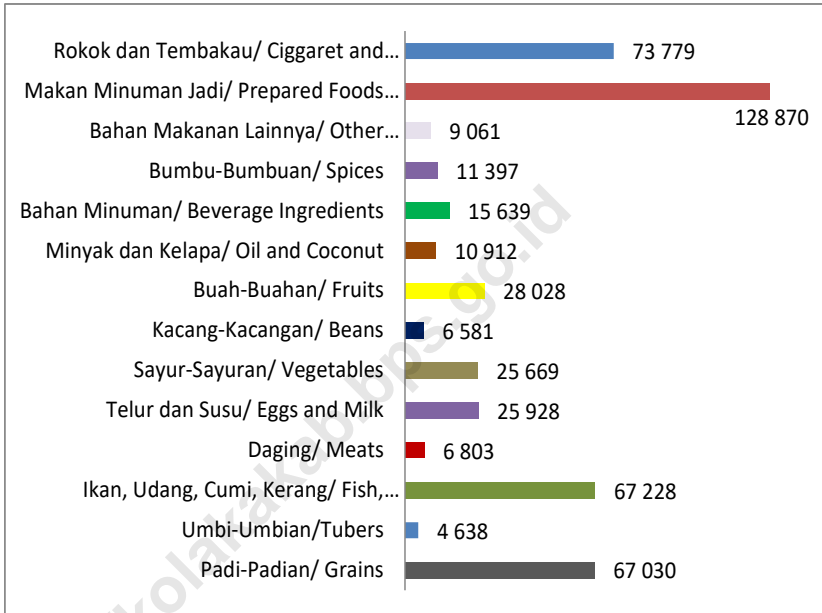 Rokok dan Tembakau/ Ciggaret and... 73 779
Makan Minuman Jadi/ Prepared Foods... 128 870
Bahan Makanan Lainnya/ Other... 9 061
Bumbu-Bumbuan/ Spices 11 397
Bahan Minuman/ Beverage Ingredients 15 639
Minyak dan Kelapa/ Oil and Coconut 10 912
Buah-Buahan/ Fruits 28 028
Kacang-Kacangan/ Beans 6 581
Sayur-Sayuran/ Vegetables 25 669
Telur dan Susu/ Eggs and Milk 25 928
Daging/ Meats 6 803
Ikan, Udang, Cumi, Kerang/ Fish,... 67 228
Umbi-Umbian/Tubers 4 638
Padi-Padian/ Grains 67 030
kolakakab.bps.go.id